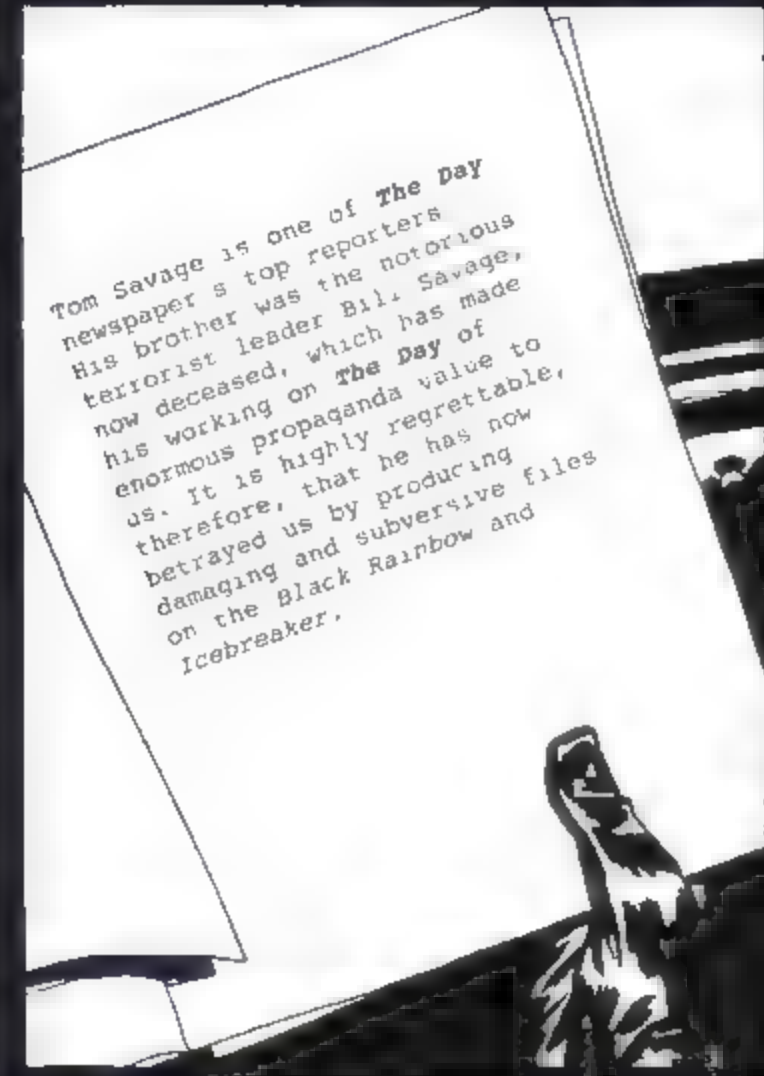 Tom Savage is one of The Day
newspaper s top reporters
His brother was the notorious
terrorist leader Bill Savage,
now deceased, which has made
his working on The Day of
enormous propaganda value to
us. It is highly regrettable,
therefore, that he has now
betrayed us by producing
damaging and subversive files
on the Black Rainbow and
Icebreaker.